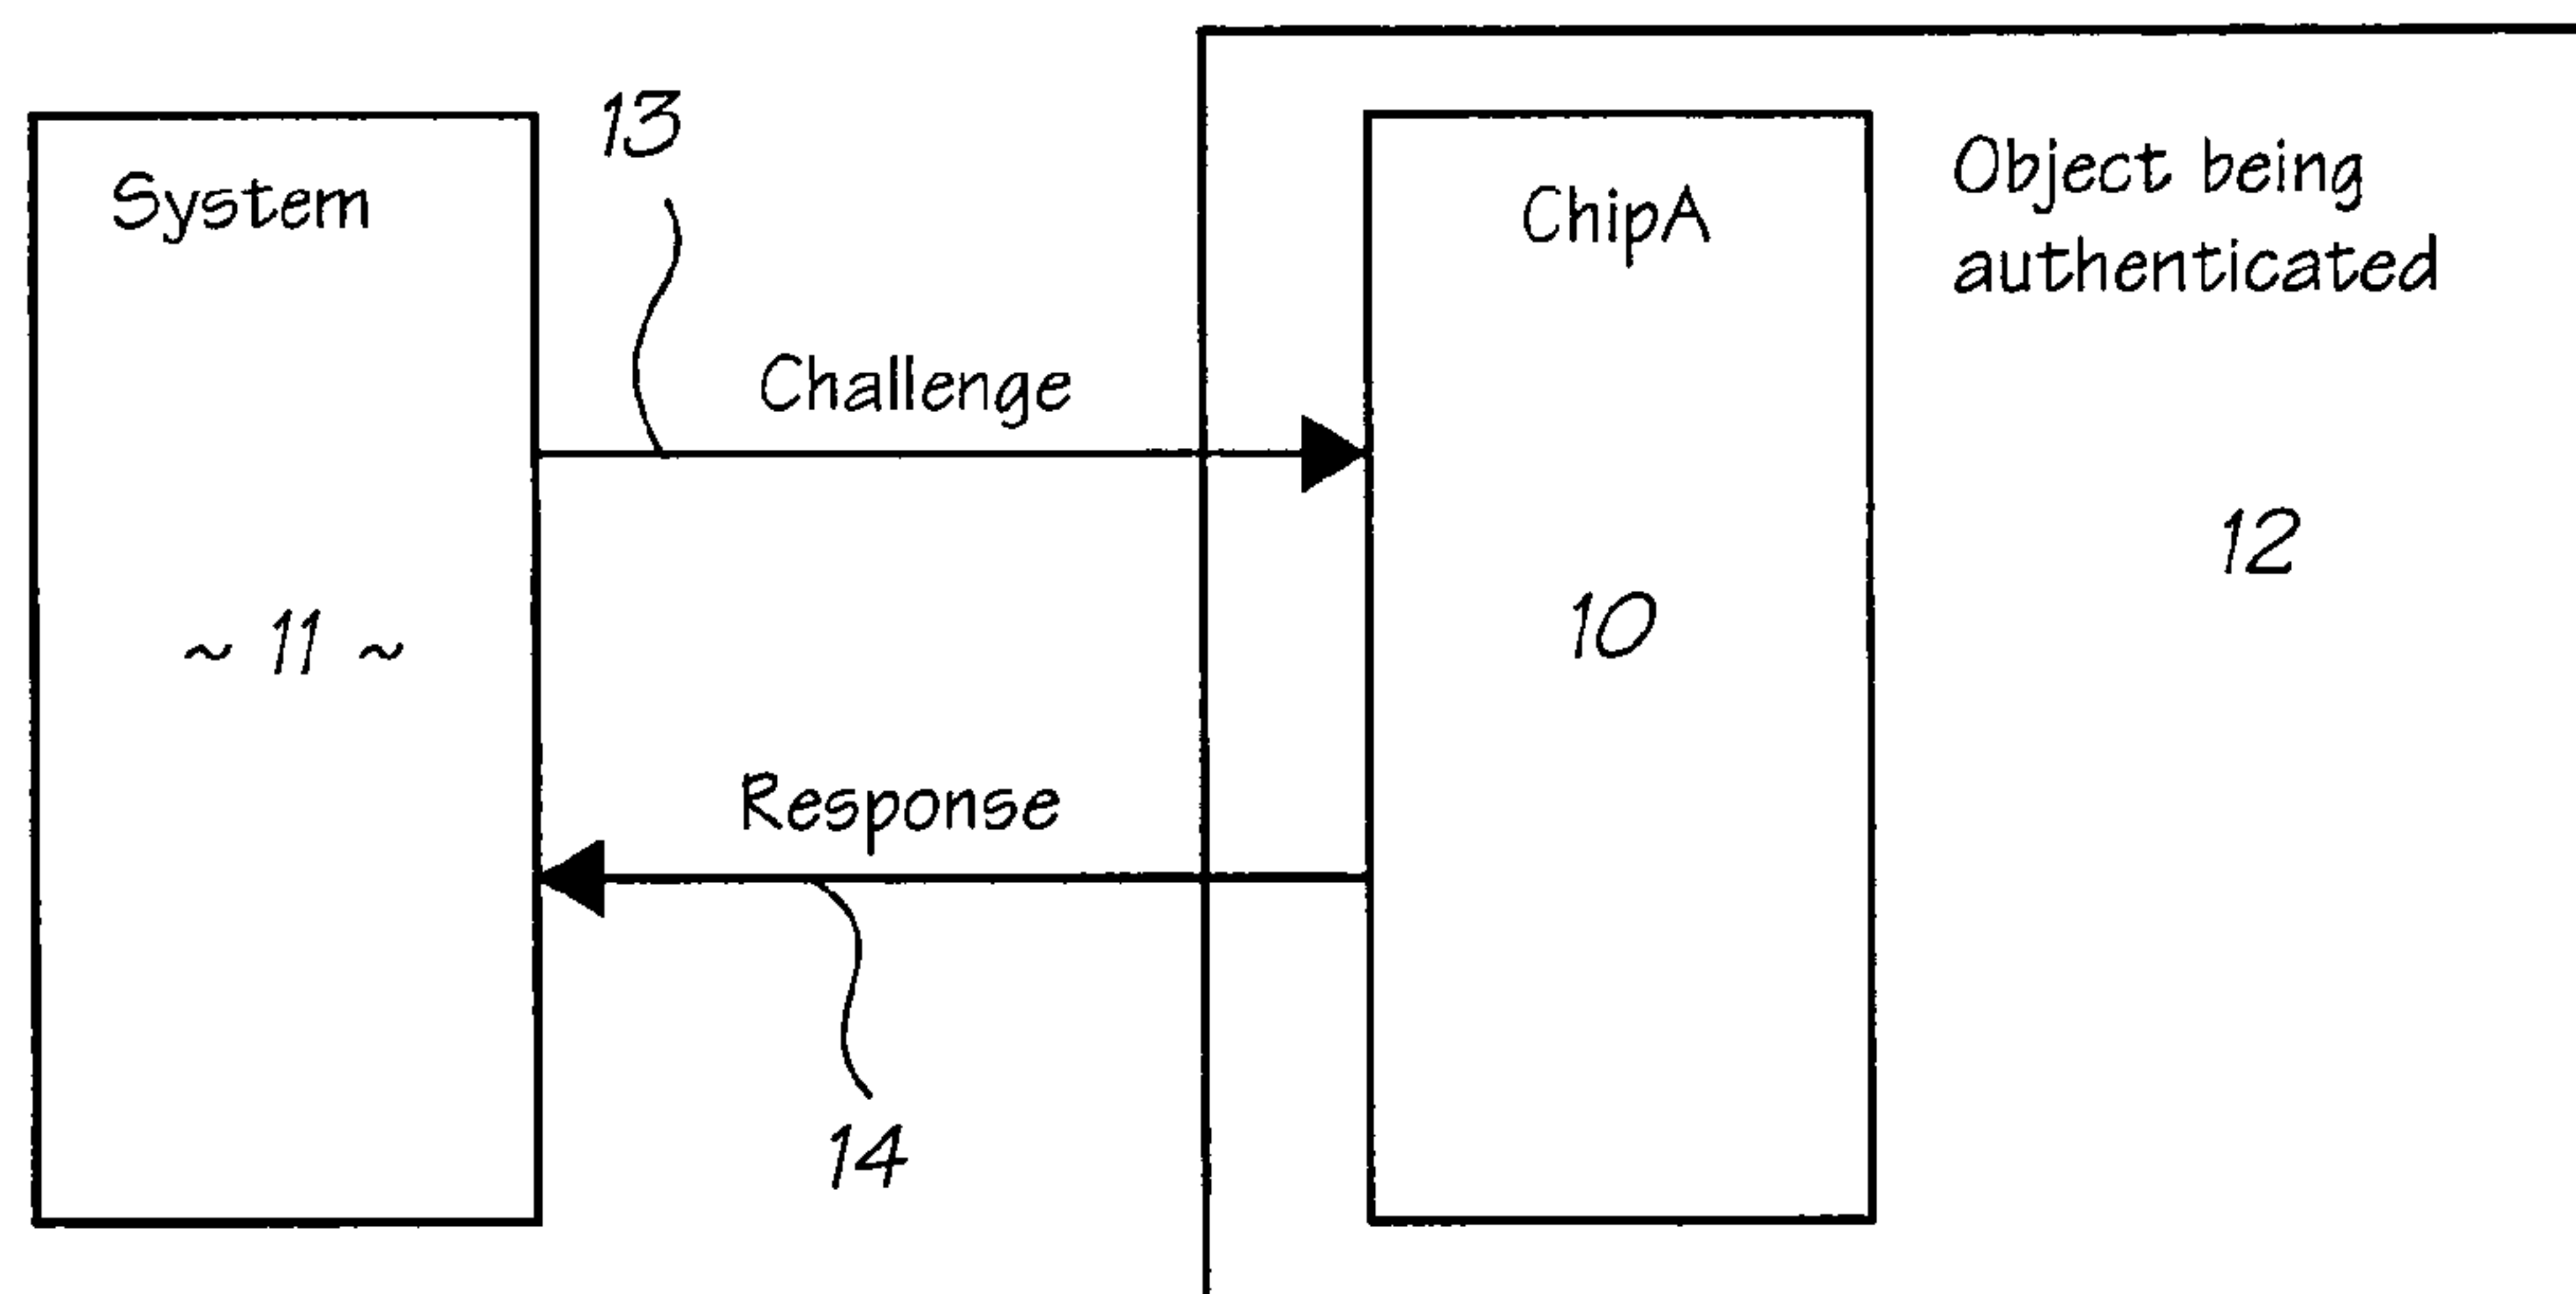 System
~ 11 ~
13
Challenge
Response
14
ChipA
10
Object being
authenticated
12